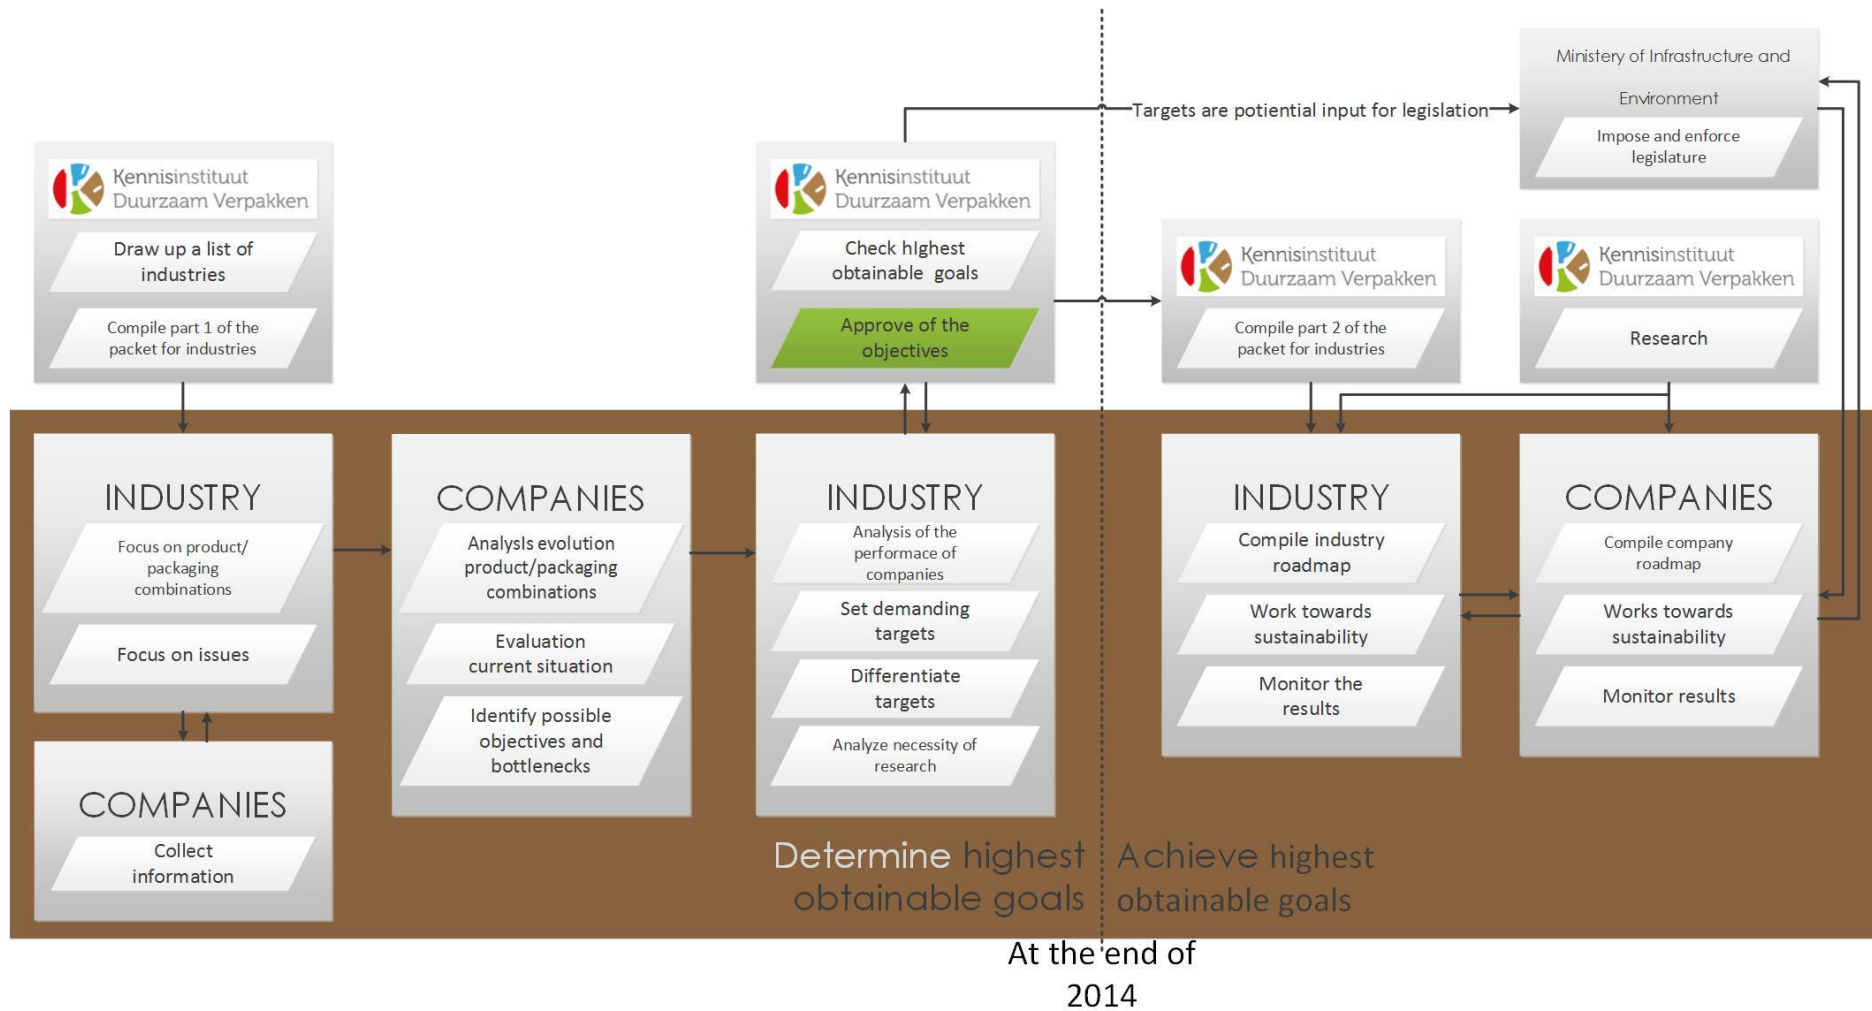 Ministery of Infrastructure and
Environment
Impose and enforce
legislature
Targets are potiential input for legislation
Kennisinstituut
Duurzaam Verpakken
Draw up a list of
industries
Compile part 1 of the
packet for industries
Kennisinstituut
Duurzaam Verpakken
Check hIghest
obtainable goals
Approve of the
objectives
Kennisinstituut
Duurzaam Verpakken
Compile part 2 of the
packet for industries
Kennisinstituut
Duurzaam Verpakken
Research
INDUSTRY
Focus on product/
packaging
combinations
Focus on issues
COMPANIES
Collect
information
COMPANIES
AnalysIs evolution
product/packaging
combinations
Evaluation
current situation
Identify possible
objectives and
bottlenecks
INDUSTRY
Analysis of the
performace of
companies
Set demanding
targets
Differentiate
targets
Analyze necessity of
research
INDUSTRY
Compile industry
roadmap
Work towards
sustainability
Monitor the
results
COMPANIES
Compile company
roadmap
Works towards
sustainability
Monitor results
Determine highest
obtainable goals
Achieve highest
obtainable goals
At the end of
2014